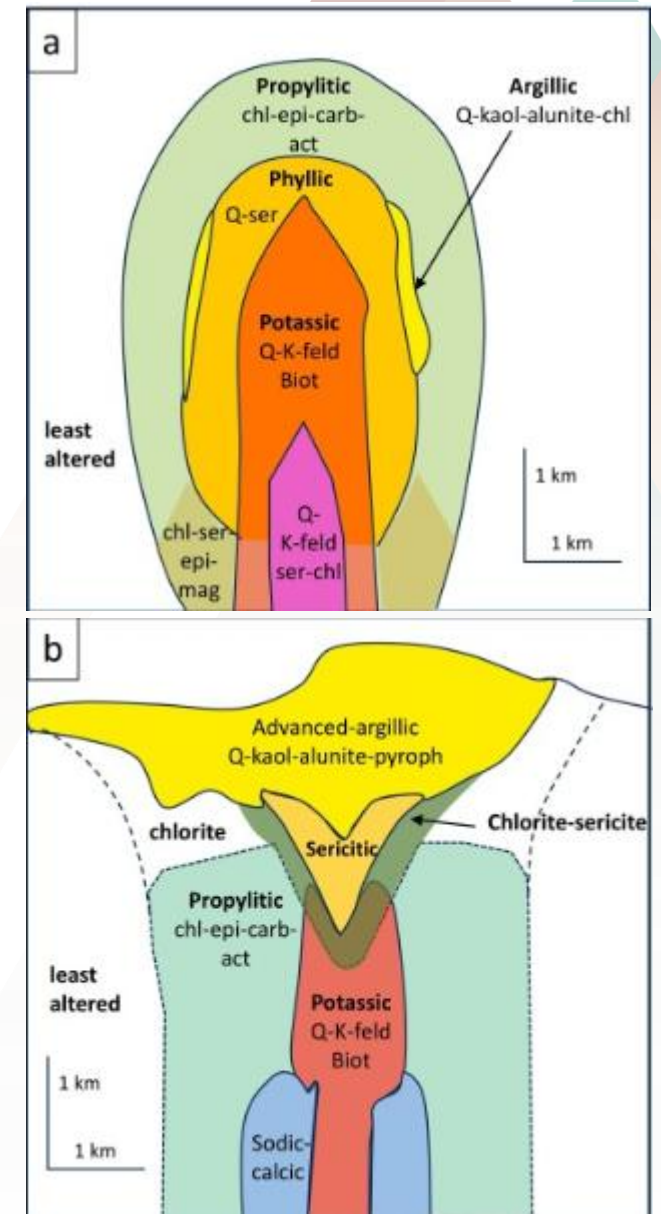 a
Propylitic
chl-epi-carb-
act
Argillic
Q-kaol-alunite-chl
Phyllic
Q-ser
Potassic
Q-K-feld
Biot
least
altered
1 km
1 km
Q-
K-feld
ser-chl
chl-ser-
epi-
mag
b
Advanced-argillic
Q-kaol-alunite-pyroph
chlorite
Chlorite-sericite
Sericitic
Propylitic
chl-epi-carb-
act
least
altered
Potassic
Q-K-feld
Biot
1 km
1 km
Sodic-
calcic